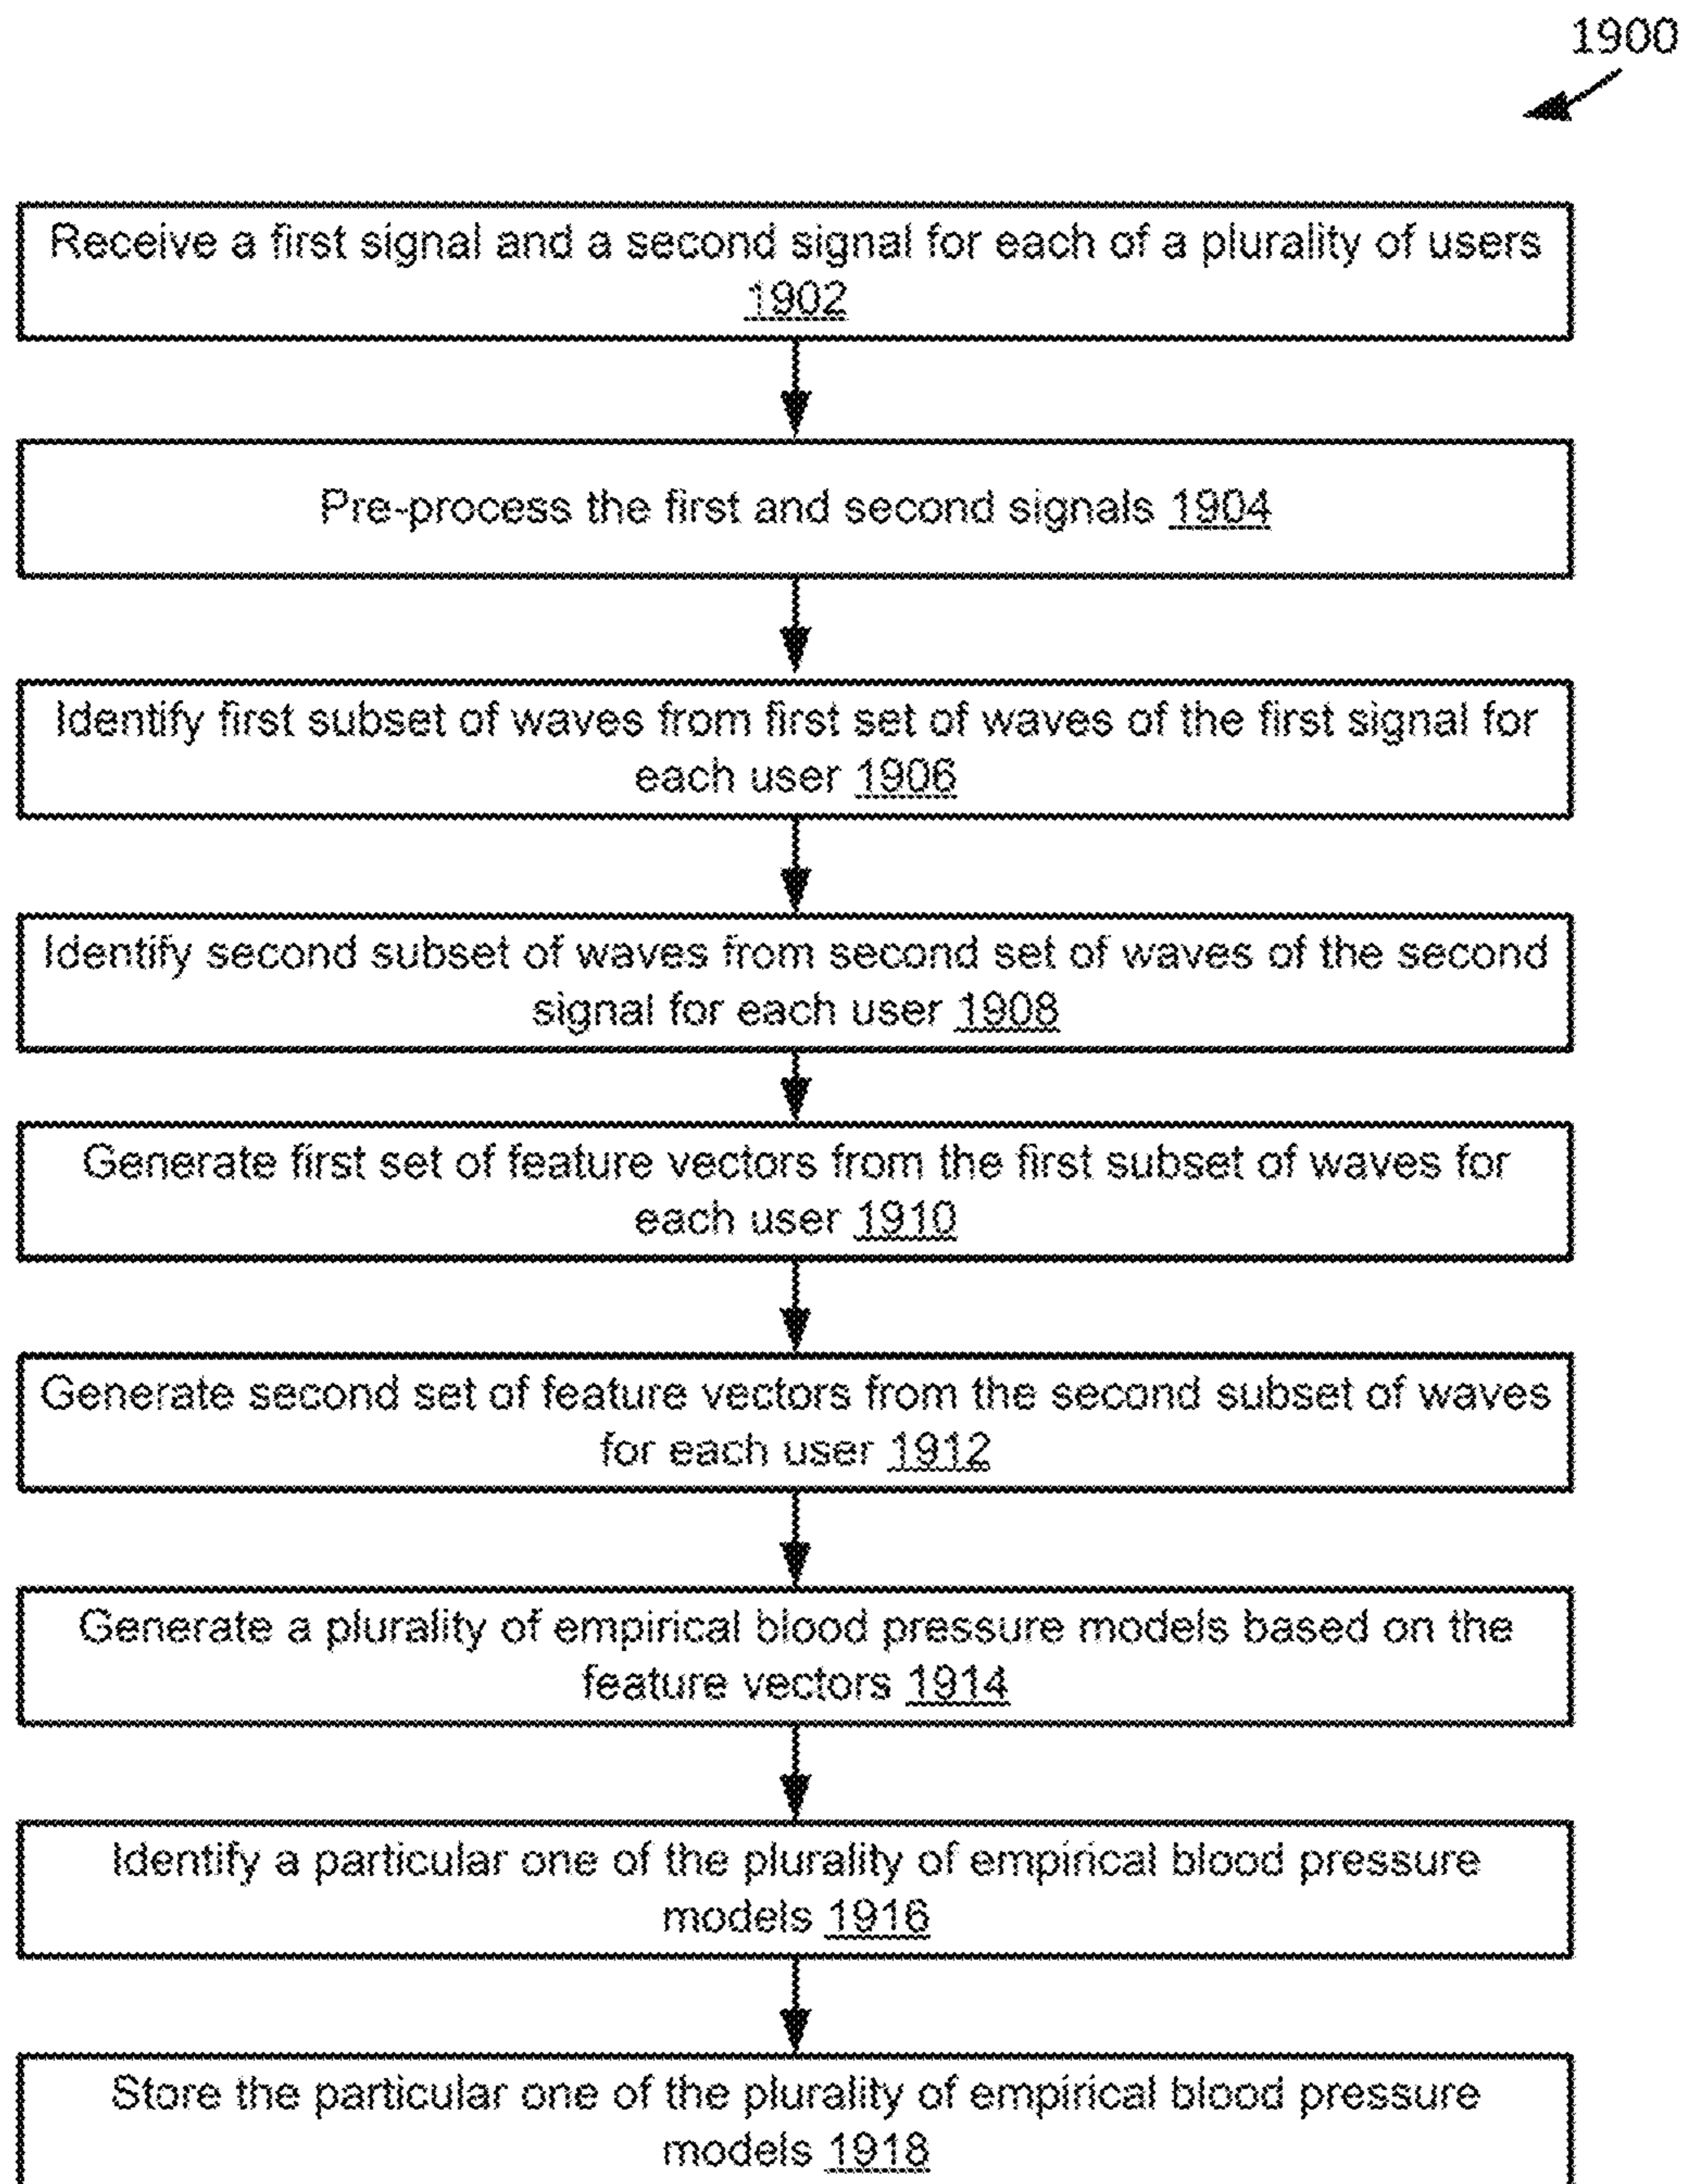 1900
Receive a first signal and a second signal for each of a plurality of users
1902
Pre-process the first and second signals 1904
Identify first subset of waves from first set of waves of the first signal for
each user 1906
Identify second subset of waves from second set of waves of the second
signal for each user 1908
Generate first set of feature vectors from the first subset of waves for
each user 1910
Generate second set of feature vectors from the second subset of waves
for each user 1912
Generate a plurality of empirical blood pressure models based on the
feature vectors 1914
Identify a particular one of the plurality of empirical blood pressure
models 1916
Store the particular one of the plurality of empirical blood pressure
models 1918